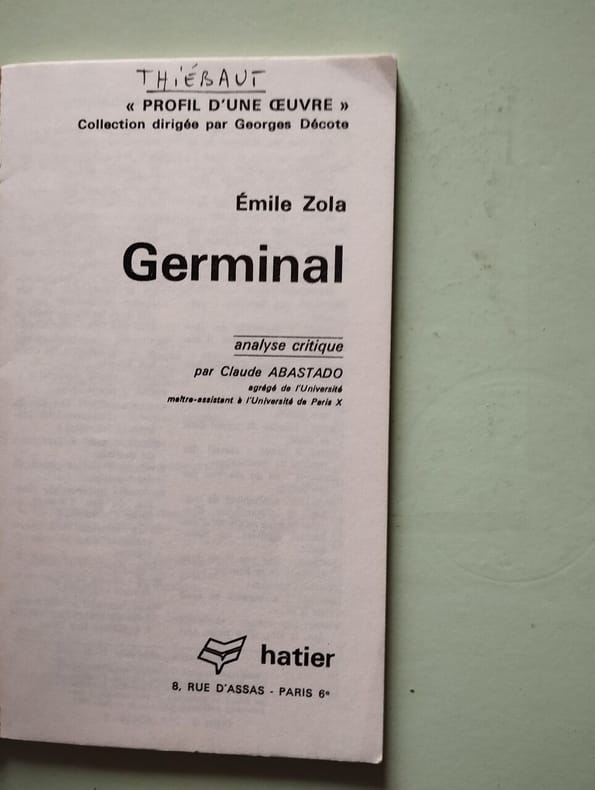 THIÉBAUT
« PROFIL D'UNE ŒUVRE »
Collection dirigée par Georges Décote
Émile Zola
Germinal
analyse critique
par Claude ABASTADO
agrégé de l'Université
maître-assistant à l'Université de Paris X
hatier
8, RUE D'ASSAS - PARIS 6e